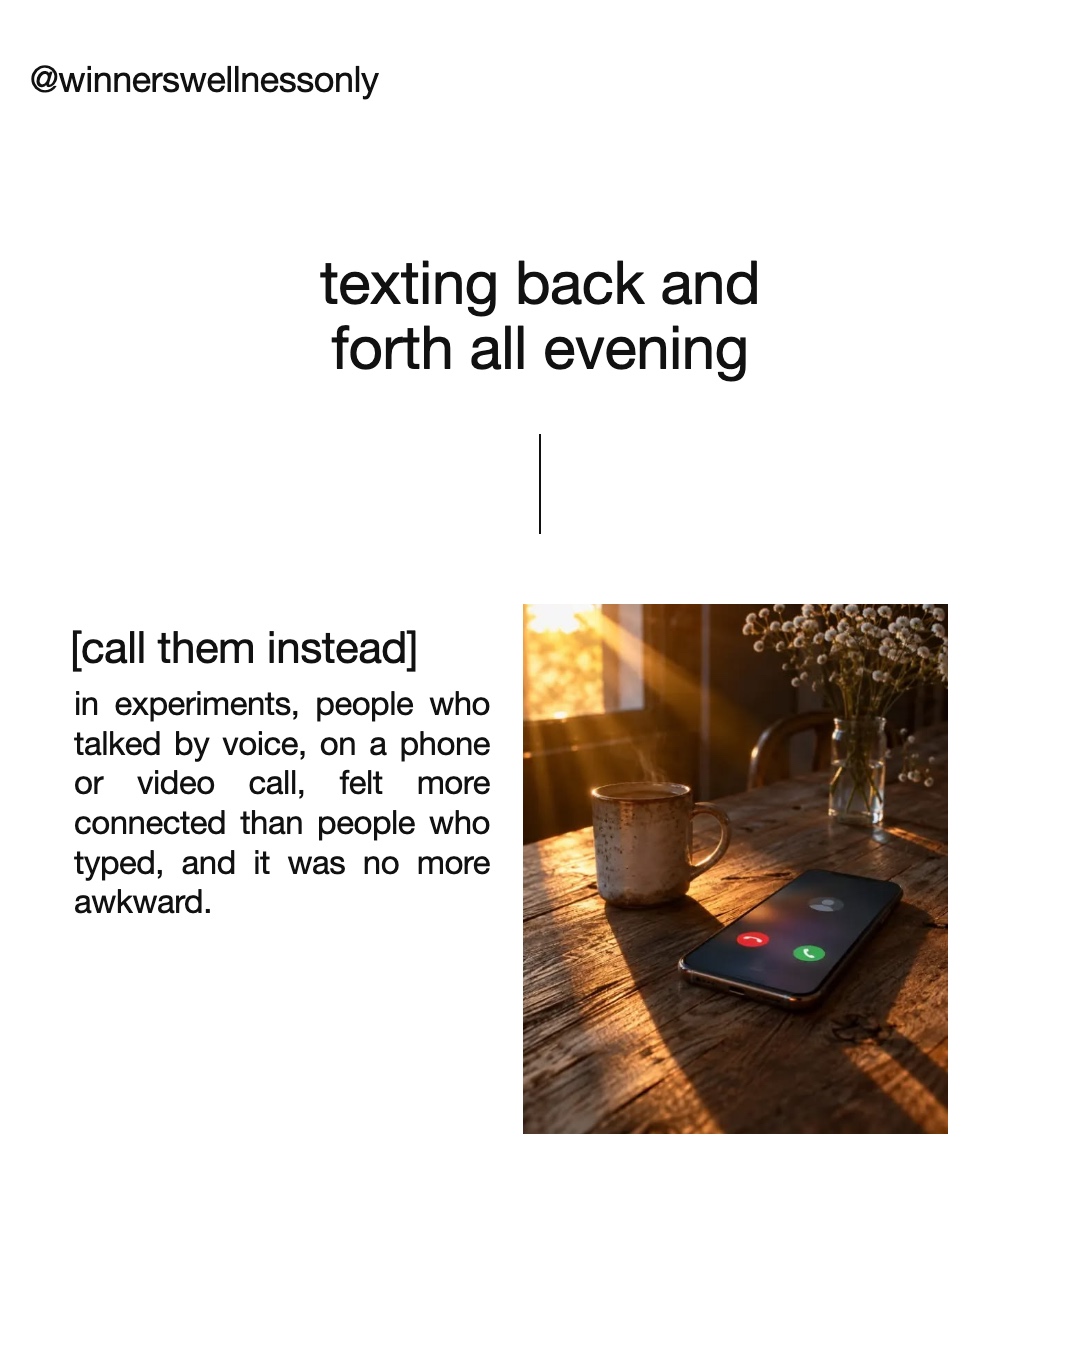 @winnerswellnessonly
texting back and
forth all evening
[call them instead]
in experiments, people who
talked by voice, on a phone
or video call, felt more
connected than people who
typed, and it was no more
awkward.